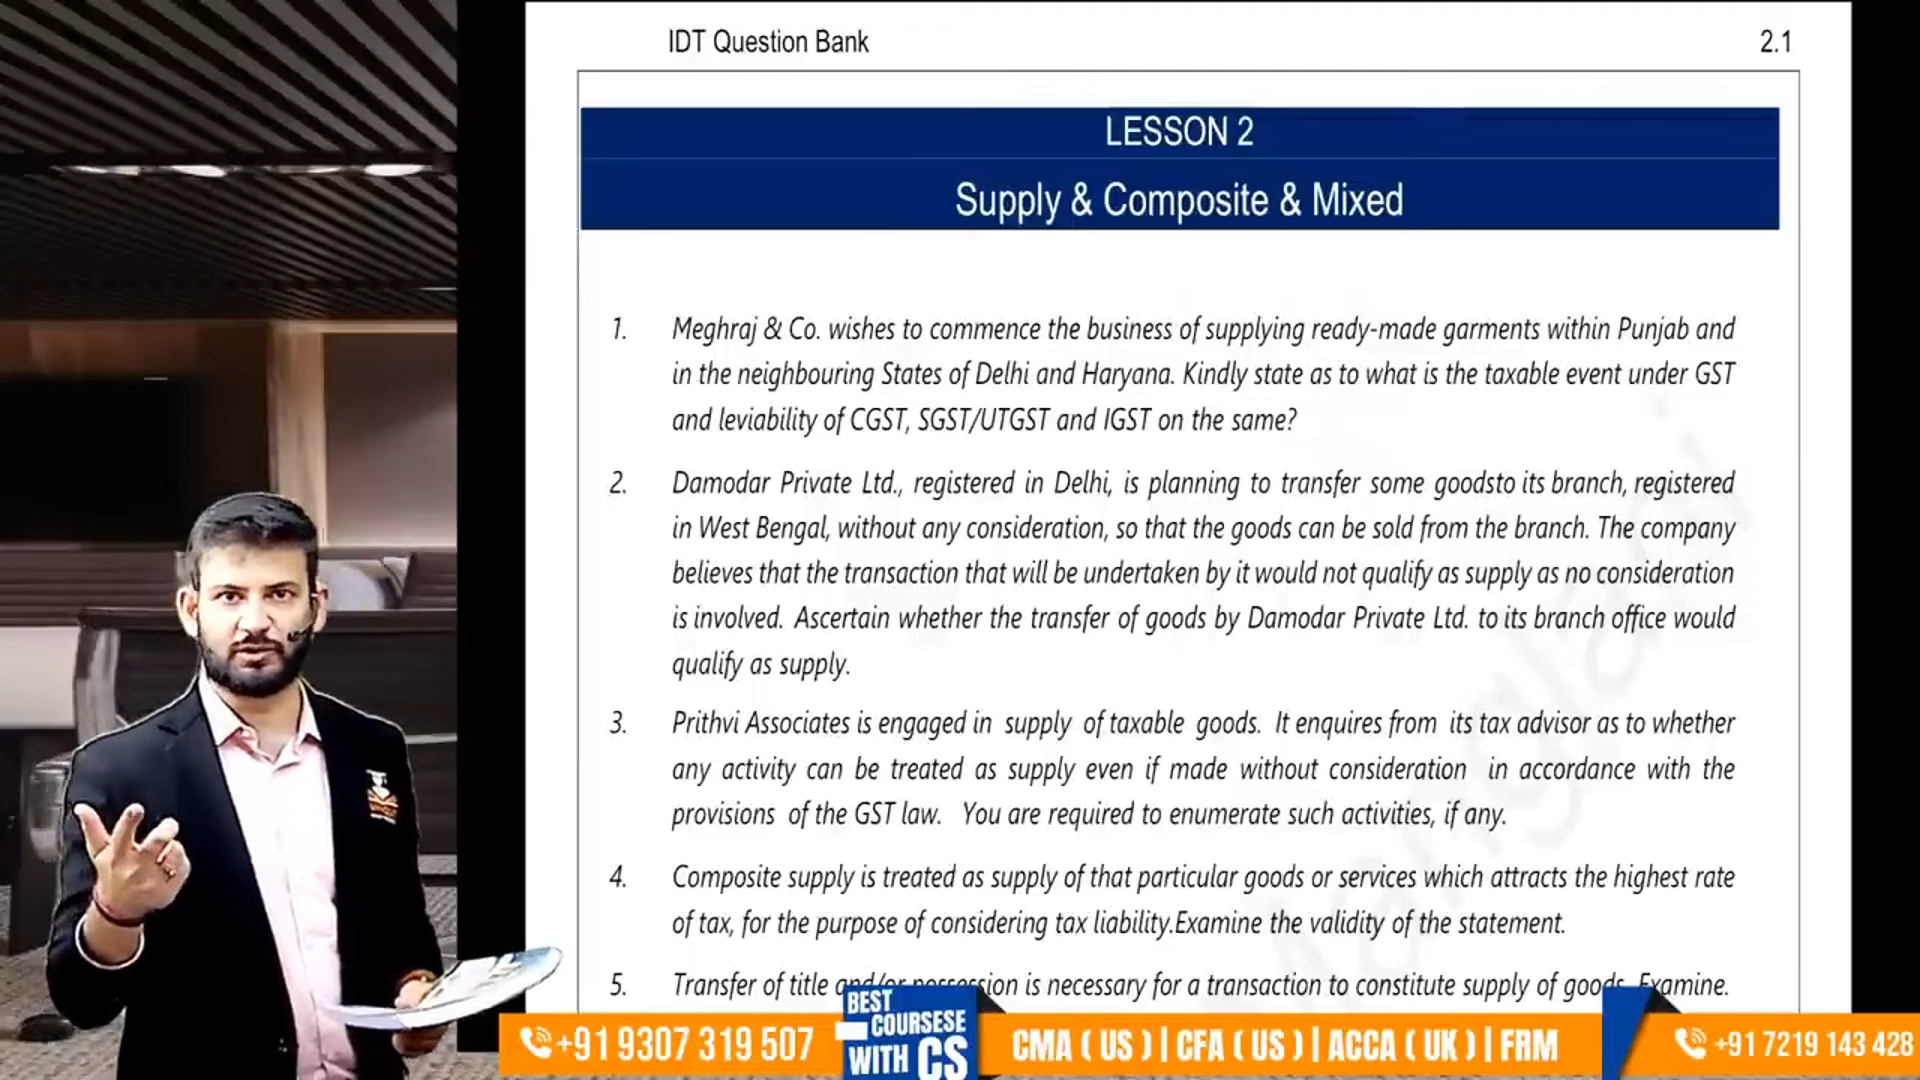 IDT Question Bank 2.1
LESSON 2
Supply & Composite & Mixed
1. Meghraj & Co. wishes to commence the business of supplying ready-made garments within Punjab and
in the neighbouring States of Delhi and Haryana. Kindly state as to what is the taxable event under GST
and leviability of CGST, SGST/UTGST and IGST on the same?
2. Damodar Private Ltd., registered in Delhi, is planning to transfer some goodsto its branch, registered
in West Bengal, without any consideration, so that the goods can be sold from the branch. The company
believes that the transaction that will be undertaken by it would not qualify as supply as no consideration
is involved. Ascertain whether the transfer of goods by Damodar Private Ltd. to its branch office would
qualify as supply.
3. Prithvi Associates is engaged in supply of taxable goods. It enquires from its tax advisor as to whether
any activity can be treated as supply even if made without consideration in accordance with the
provisions of the GST law. You are required to enumerate such activities, if any.
4. Composite supply is treated as supply of that particular goods or services which attracts the highest rate
of tax, for the purpose of considering tax liability.Examine the validity of the statement.
5. Transfer of title and/or possession is necessary for a transaction to constitute supply of goods. Examine.
+91 9307 319 507
BEST
COURSESE
WITH CS
CMA ( US ) | CFA ( US ) | ACCA ( UK ) | FRM
+91 7219 143 428